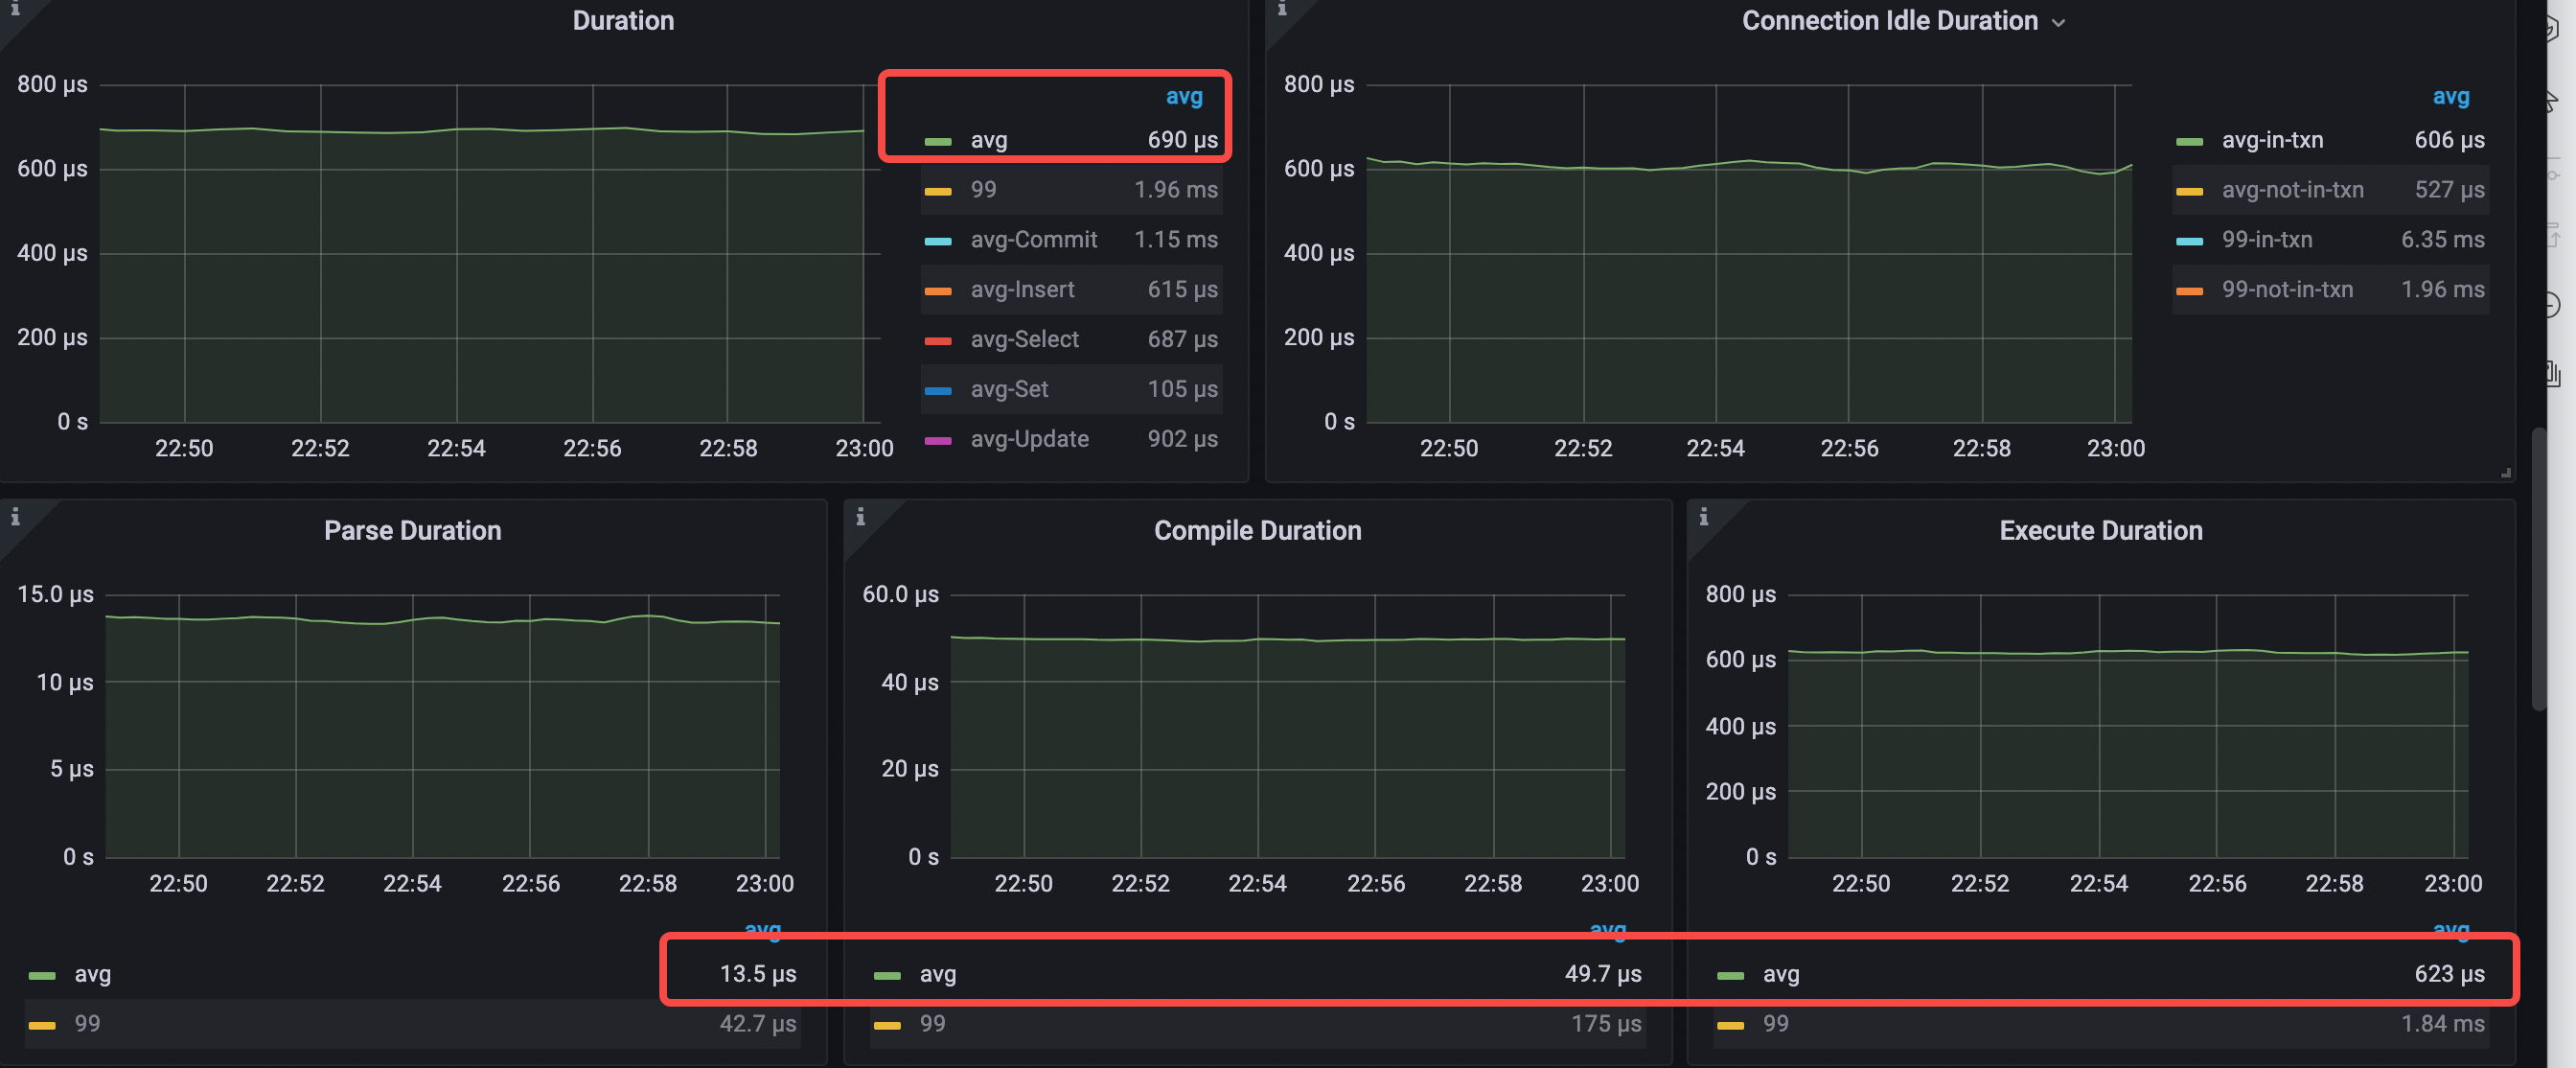 Duration
800 µs
600 µs
400 µs
200 µs
0 s
22:50 22:52 22:54 22:56 22:58 23:00
avg
avg 690 µs
99 1.96 ms
avg-Commit 1.15 ms
avg-Insert 615 µs
avg-Select 687 µs
avg-Set 105 µs
avg-Update 902 µs
Connection Idle Duration
800 µs
600 µs
400 µs
200 µs
0 s
22:50 22:52 22:54 22:56 22:58 23:00
avg
avg-in-txn 606 µs
avg-not-in-txn 527 µs
99-in-txn 6.35 ms
99-not-in-txn 1.96 ms
Parse Duration
15.0 µs
10 µs
5 µs
0 s
22:50 22:52 22:54 22:56 22:58 23:00
avg
avg 13.5 µs
99 42.7 µs
Compile Duration
60.0 µs
40 µs
20 µs
0 s
22:50 22:52 22:54 22:56 22:58 23:00
avg
avg 49.7 µs
99 175 µs
Execute Duration
800 µs
600 µs
400 µs
200 µs
0 s
22:50 22:52 22:54 22:56 22:58 23:00
avg
avg 623 µs
99 1.84 ms